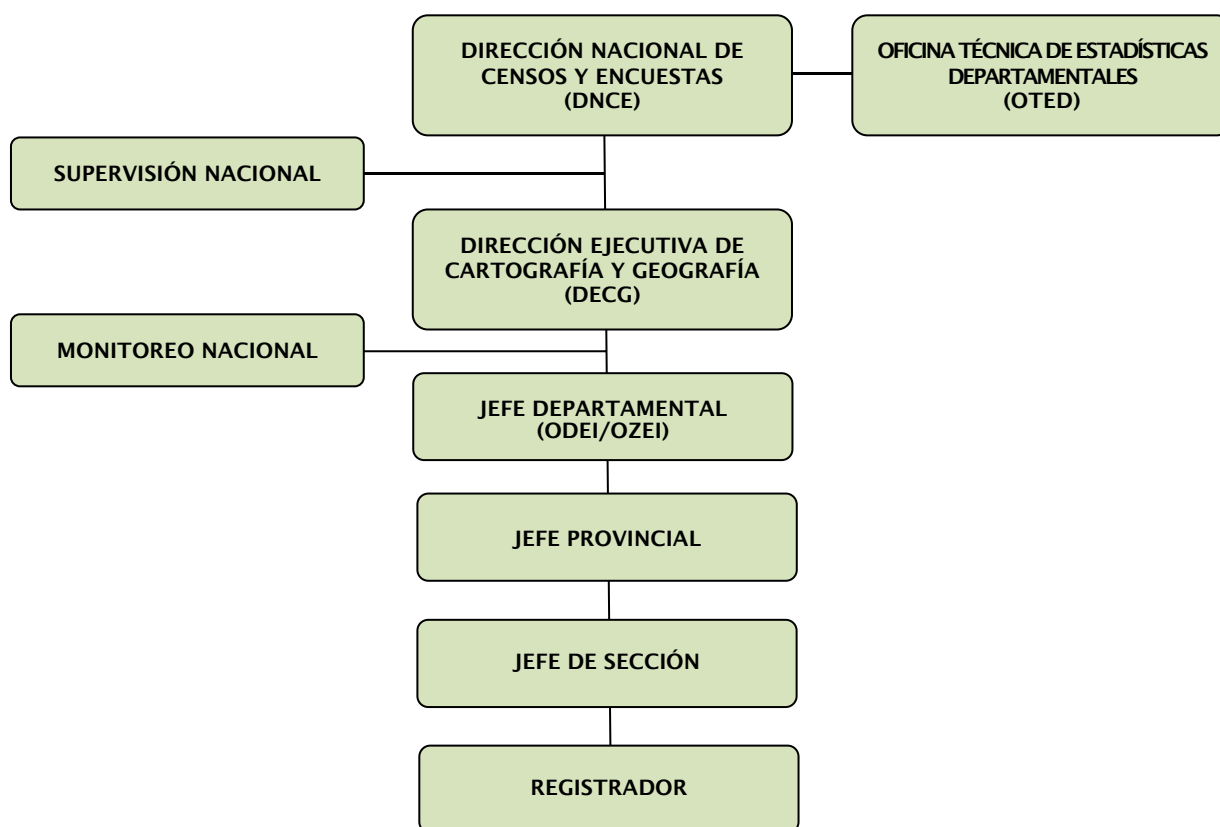 DIRECCIÓN NACIONAL DE
CENSOS Y ENCUESTAS
(DNCE)
OFICINA TÉCNICA DE ESTADÍSTICAS
DEPARTAMENTALES
(OTED)
SUPERVISIÓN NACIONAL
DIRECCIÓN EJECUTIVA DE
CARTOGRAFÍA Y GEOGRAFÍA
(DECG)
MONITOREO NACIONAL
JEFE DEPARTAMENTAL
(ODEI/OZEI)
JEFE PROVINCIAL
JEFE DE SECCIÓN
REGISTRADOR